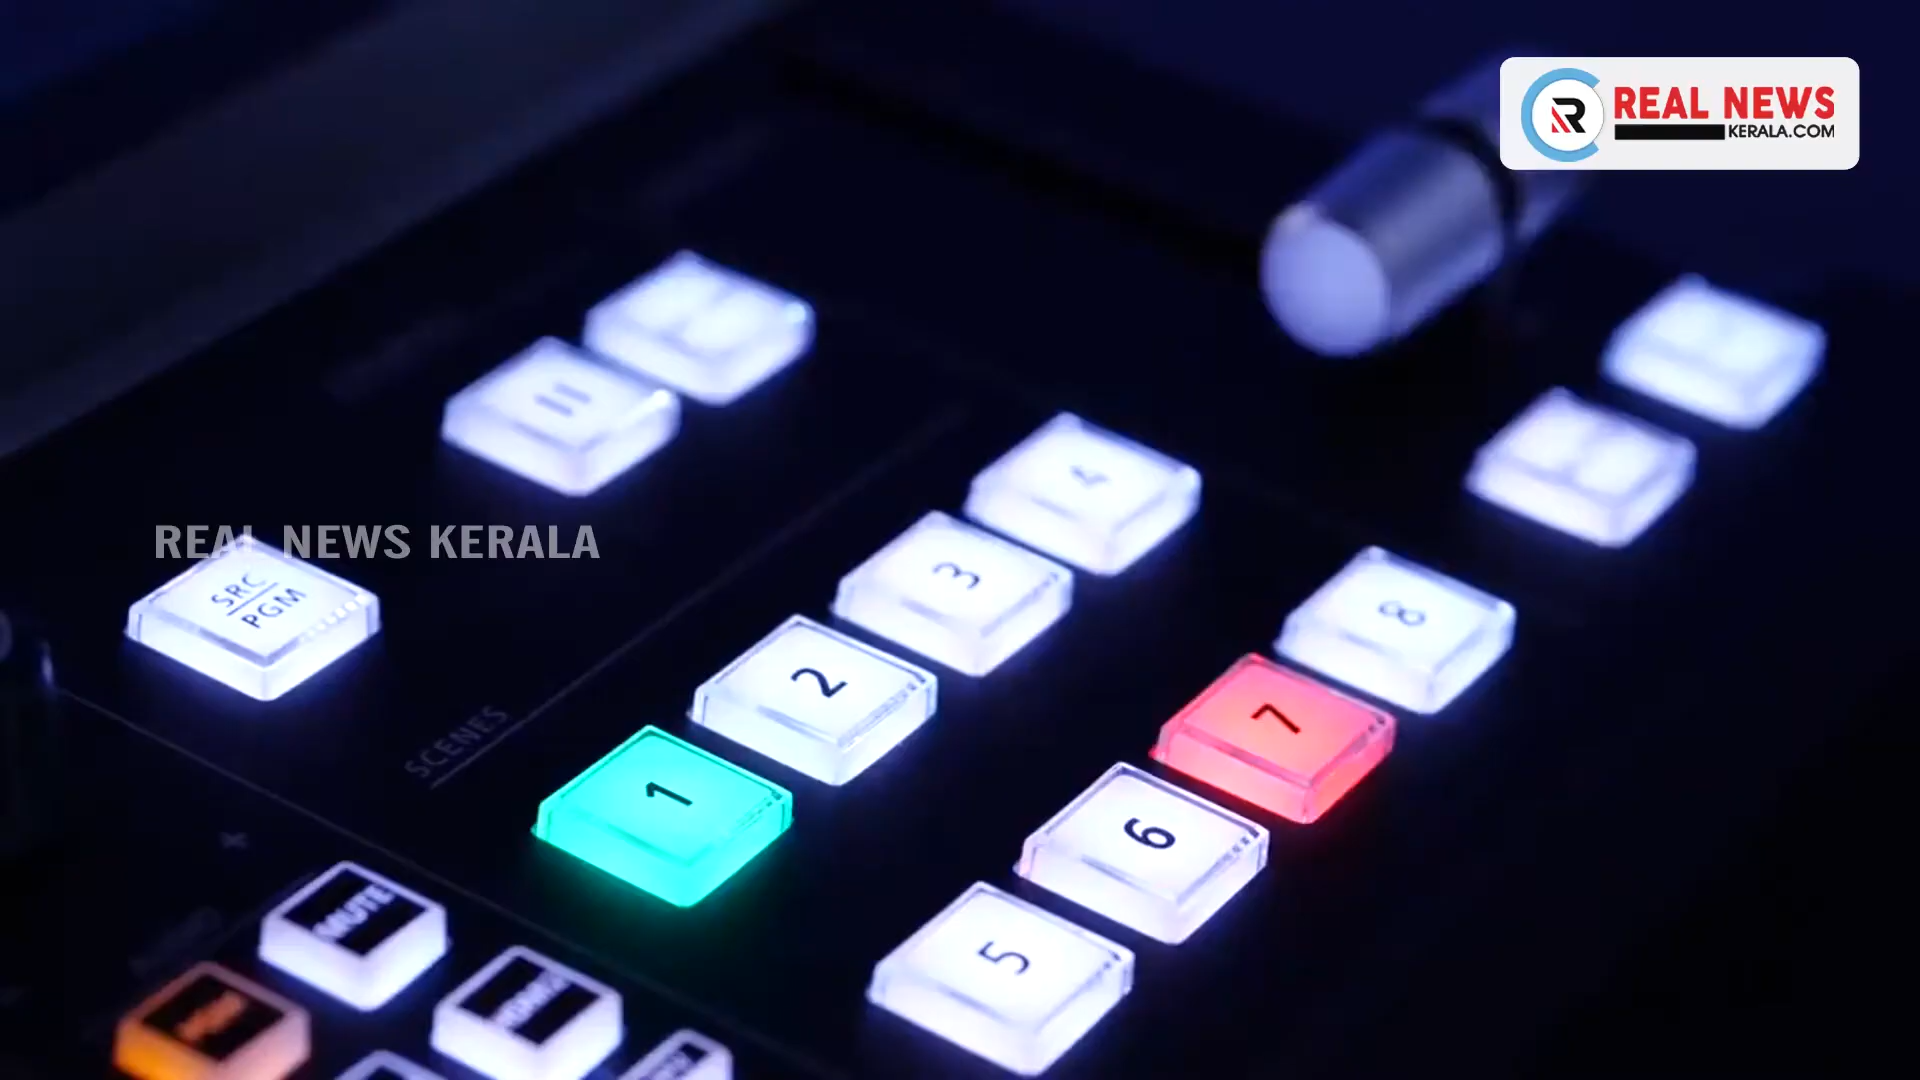 REAL NEWS
KERALA.COM
REAL NEWS KERALA
SRC
PGM
4
3
8
2
7
SCENES
1
6
MUTE
5